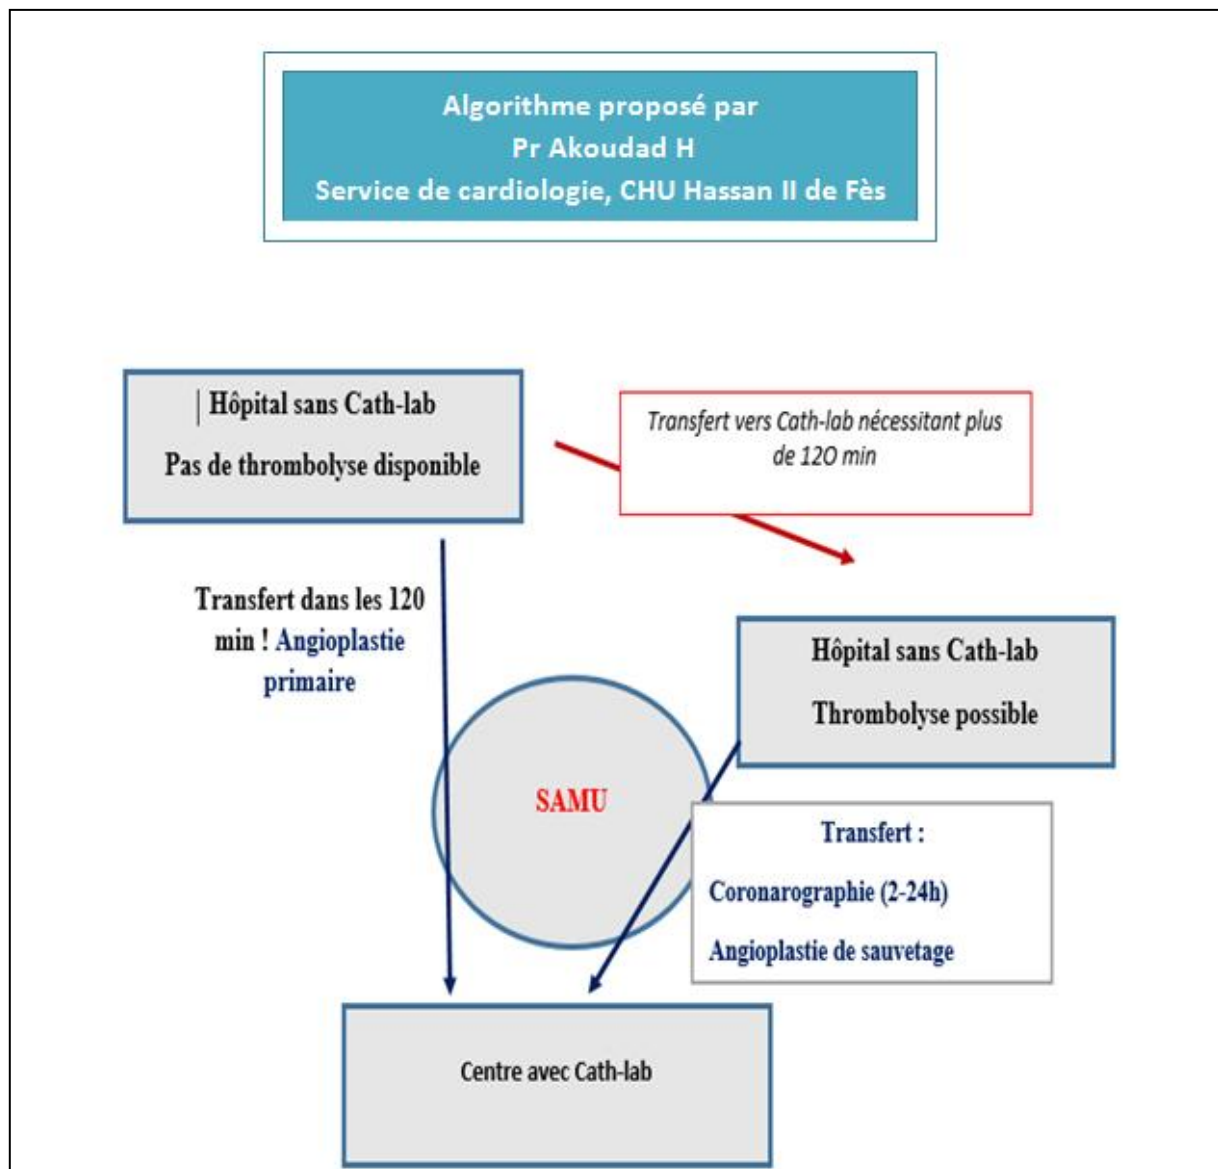 Algorithme proposé par
Pr Akoudad H
Service de cardiologie, CHU Hassan II de Fès
| Hôpital sans Cath-lab
Pas de thrombolyse disponible
Transfert vers Cath-lab nécessitant plus
de 120 min
Transfert dans les 120
min ! Angioplastie
primaire
Hôpital sans Cath-lab
Thrombolyse possible
SAMU
Transfert :
Coronarographie (2-24h)
Angioplastie de sauvetage
Centre avec Cath-lab